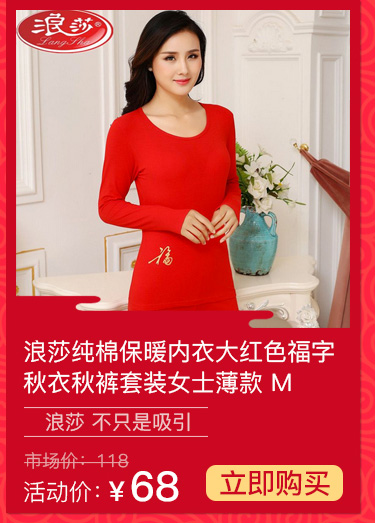 浪莎®
LangSha
福
浪莎纯棉保暖内衣大红色福字
秋衣秋裤套装女士薄款 M
浪莎 不只是吸引
市场价：118
活动价：¥68 立即购买